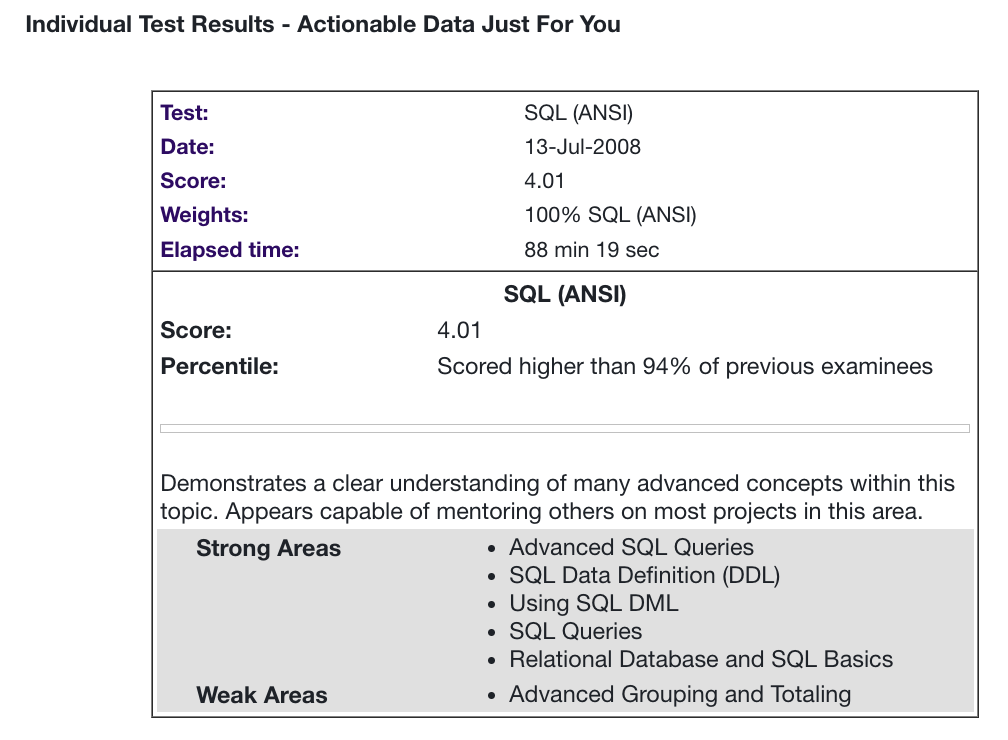 Individual Test Results - Actionable Data Just For You
Test: SQL (ANSI)
Date: 13-Jul-2008
Score: 4.01
Weights: 100% SQL (ANSI)
Elapsed time: 88 min 19 sec
SQL (ANSI)
Score: 4.01
Percentile: Scored higher than 94% of previous examinees
Demonstrates a clear understanding of many advanced concepts within this
topic. Appears capable of mentoring others on most projects in this area.
Strong Areas • Advanced SQL Queries
• SQL Data Definition (DDL)
• Using SQL DML
• SQL Queries
• Relational Database and SQL Basics
Weak Areas • Advanced Grouping and Totaling